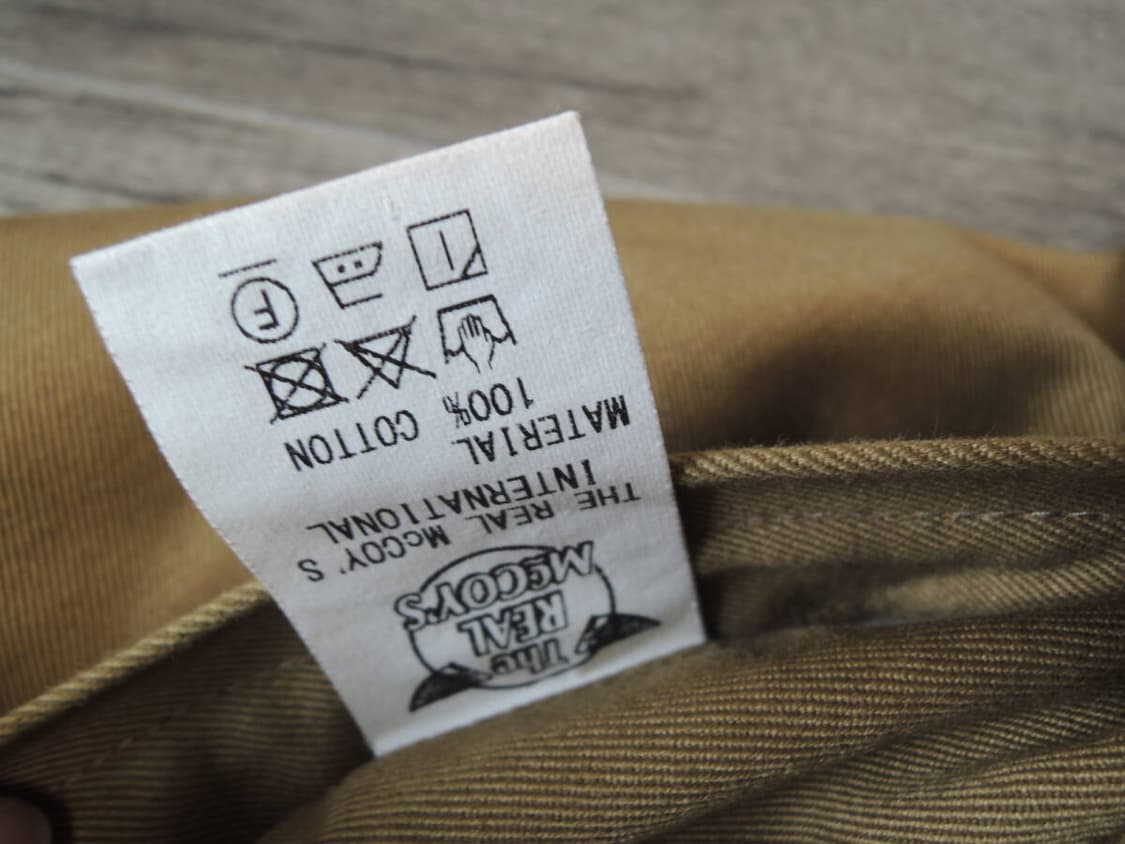 The
REAL
McCOY'S
THE REAL McCOY'S
INTERNATIONAL
MATERIAL
100% COTTON
F